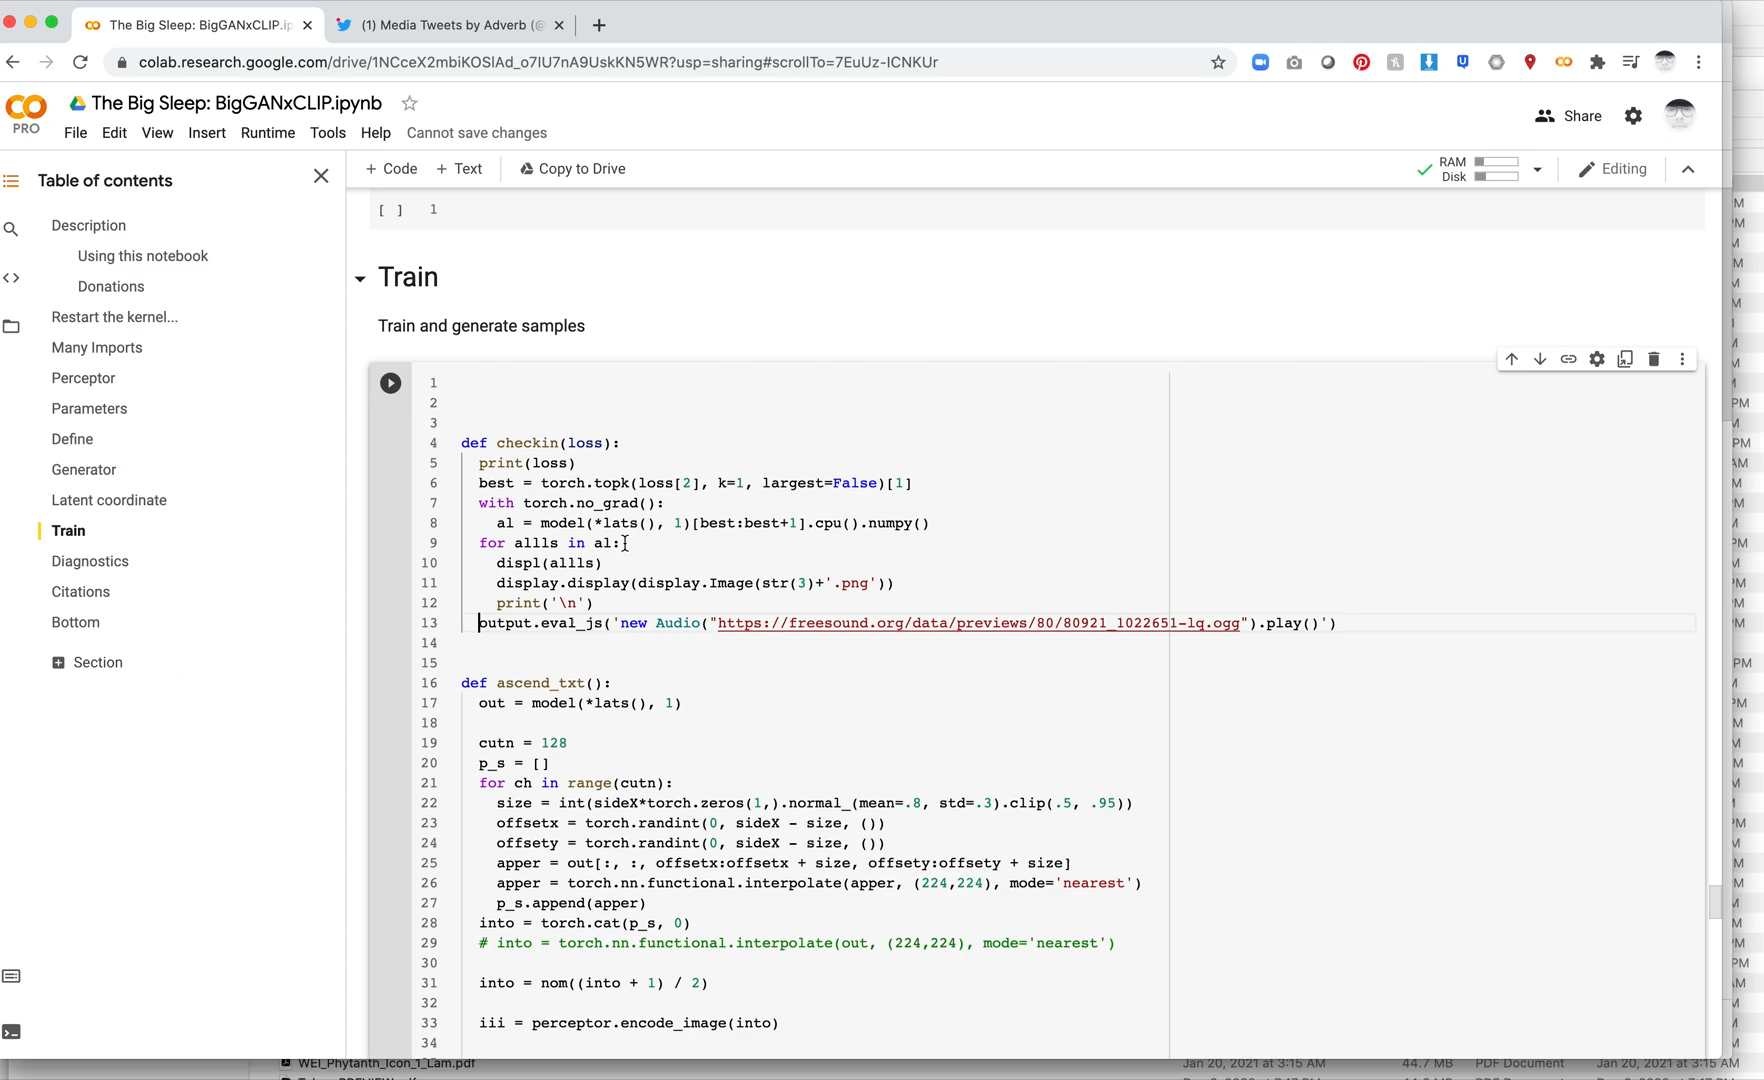 The Big Sleep: BigGANxCLIP.ip
(1) Media Tweets by Adverb (@
colab.research.google.com/drive/1NCceX2mbiKOSlAd_o7lU7nA9UskKN5WR?usp=sharing#scrollTo=7EuUz-ICNKUr
PRO
The Big Sleep: BigGANxCLIP.ipynb
File Edit View Insert Runtime Tools Help Cannot save changes
Share
Table of contents
+ Code + Text Copy to Drive
RAM
Disk
Editing
Description
Using this notebook
Donations
Restart the kernel...
Many Imports
Perceptor
Parameters
Define
Generator
Latent coordinate
Train
Diagnostics
Citations
Bottom
Section
[ ] 1
Train
Train and generate samples
1
2
3
4 def checkin(loss):
5 print(loss)
6 best = torch.topk(loss[2], k=1, largest=False)[1]
7 with torch.no_grad():
8 al = model(*lats(), 1)[best:best+1].cpu().numpy()
9 for allls in al:
10 displ(allls)
11 display.display(display.Image(str(3)+'.png'))
12 print('\n')
13 output.eval_js('new Audio("https://freesound.org/data/previews/80/80921_1022651-lq.ogg").play()')
14
15
16 def ascend_txt():
17 out = model(*lats(), 1)
18
19 cutn = 128
20 p_s = []
21 for ch in range(cutn):
22 size = int(sideX*torch.zeros(1,).normal_(mean=.8, std=.3).clip(.5, .95))
23 offsetx = torch.randint(0, sideX - size, ())
24 offsety = torch.randint(0, sideX - size, ())
25 apper = out[:, :, offsetx:offsetx + size, offsety:offsety + size]
26 apper = torch.nn.functional.interpolate(apper, (224,224), mode='nearest')
27 p_s.append(apper)
28 into = torch.cat(p_s, 0)
29 # into = torch.nn.functional.interpolate(out, (224,224), mode='nearest')
30
31 into = nom((into + 1) / 2)
32
33 iii = perceptor.encode_image(into)
34
WEI_Phytanth_Icon_1_Lam.pdf Jan 20, 2021 at 3:15 AM 44.7 MB PDF Document Jan 20, 2021 at 3:15 AM